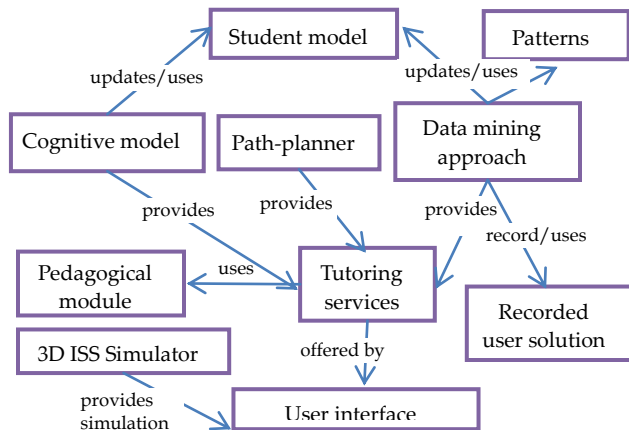 Student model
Patterns
updates/uses
updates/uses
Cognitive model
Path-planner
Data mining
approach
provides
provides
provides
record/uses
Pedagogical
module
uses
Tutoring
services
Recorded
user solution
3D ISS Simulator
offered by
provides
simulation
User interface